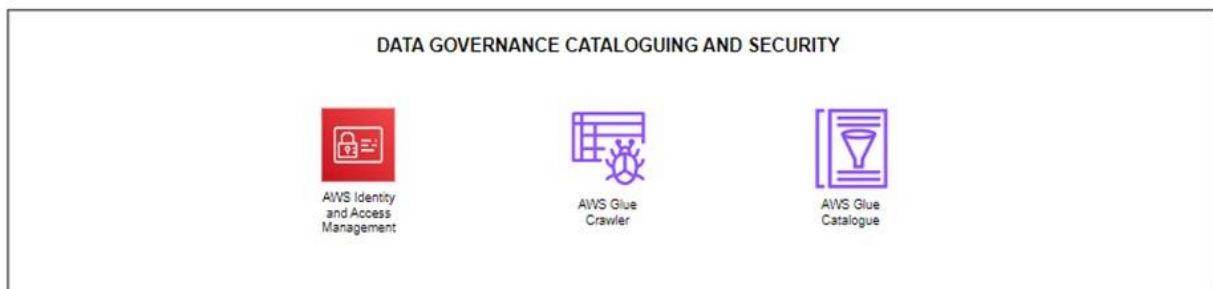 DATA GOVERNANCE CATALOGUING AND SECURITY
AWS Identity
and Access
Management
AWS Glue
Crawler
AWS Glue
Catalogue